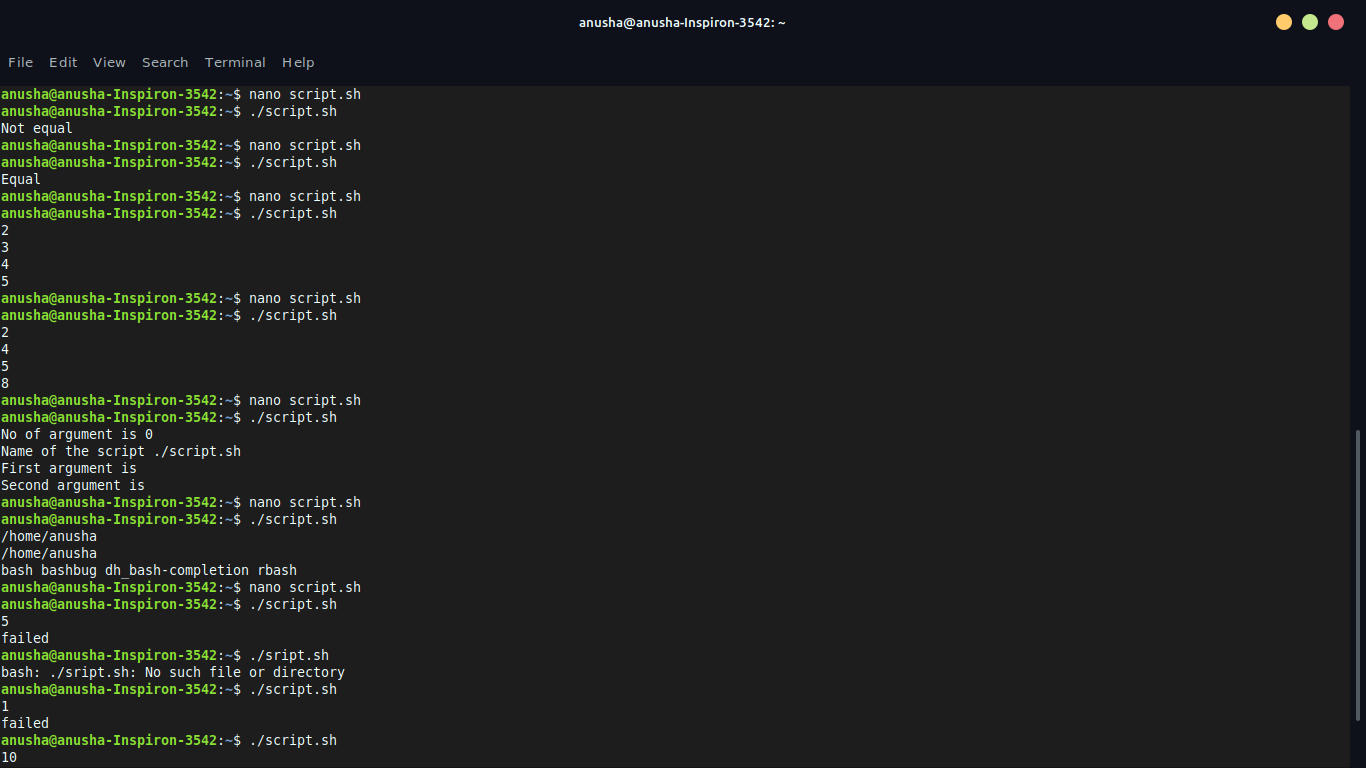 anusha@anusha-Inspiron-3542: ~
File Edit View Search Terminal Help
anusha@anusha-Inspiron-3542:~$ nano script.sh
anusha@anusha-Inspiron-3542:~$ ./script.sh
Not equal
anusha@anusha-Inspiron-3542:~$ nano script.sh
anusha@anusha-Inspiron-3542:~$ ./script.sh
Equal
anusha@anusha-Inspiron-3542:~$ nano script.sh
anusha@anusha-Inspiron-3542:~$ ./script.sh
2
3
4
5
anusha@anusha-Inspiron-3542:~$ nano script.sh
anusha@anusha-Inspiron-3542:~$ ./script.sh
2
4
5
8
anusha@anusha-Inspiron-3542:~$ nano script.sh
anusha@anusha-Inspiron-3542:~$ ./script.sh
No of argument is 0
Name of the script ./script.sh
First argument is
Second argument is
anusha@anusha-Inspiron-3542:~$ nano script.sh
anusha@anusha-Inspiron-3542:~$ ./script.sh
/home/anusha
/home/anusha
bash bashbug dh_bash-completion rbash
anusha@anusha-Inspiron-3542:~$ nano script.sh
anusha@anusha-Inspiron-3542:~$ ./script.sh
5
failed
anusha@anusha-Inspiron-3542:~$ ./sript.sh
bash: ./sript.sh: No such file or directory
anusha@anusha-Inspiron-3542:~$ ./script.sh
1
failed
anusha@anusha-Inspiron-3542:~$ ./script.sh
10